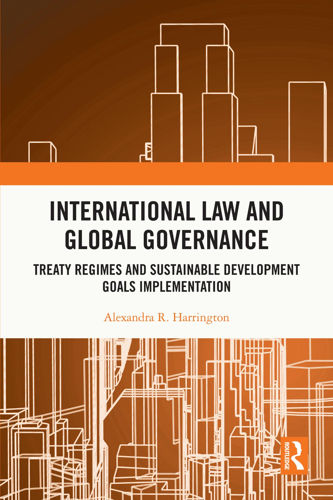 INTERNATIONAL LAW AND
GLOBAL GOVERNANCE
TREATY REGIMES AND SUSTAINABLE DEVELOPMENT
GOALS IMPLEMENTATION
Alexandra R. Harrington
ROUTLEDGE